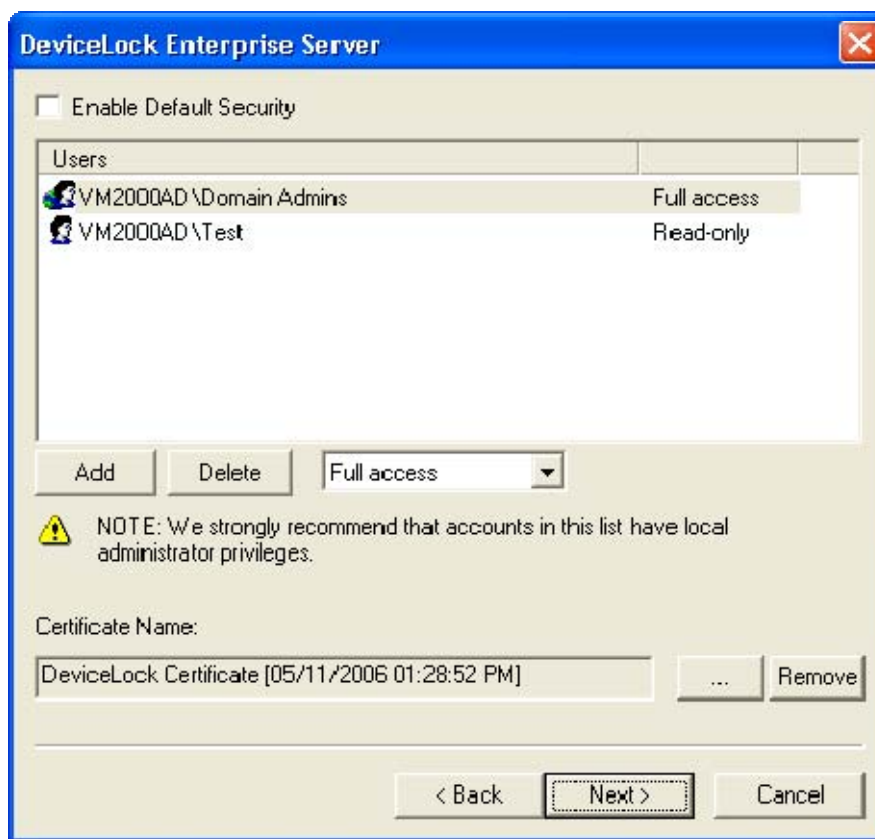 DeviceLock Enterprise Server
Enable Default Security
Users
VM2000AD\Domain Admins Full access
VM2000AD\Test Read-only
Add Delete Full access
NOTE: We strongly recommend that accounts in this list have local
administrator privileges.
Certificate Name:
DeviceLock Certificate [05/11/2006 01:28:52 PM] ... Remove
< Back Next > Cancel